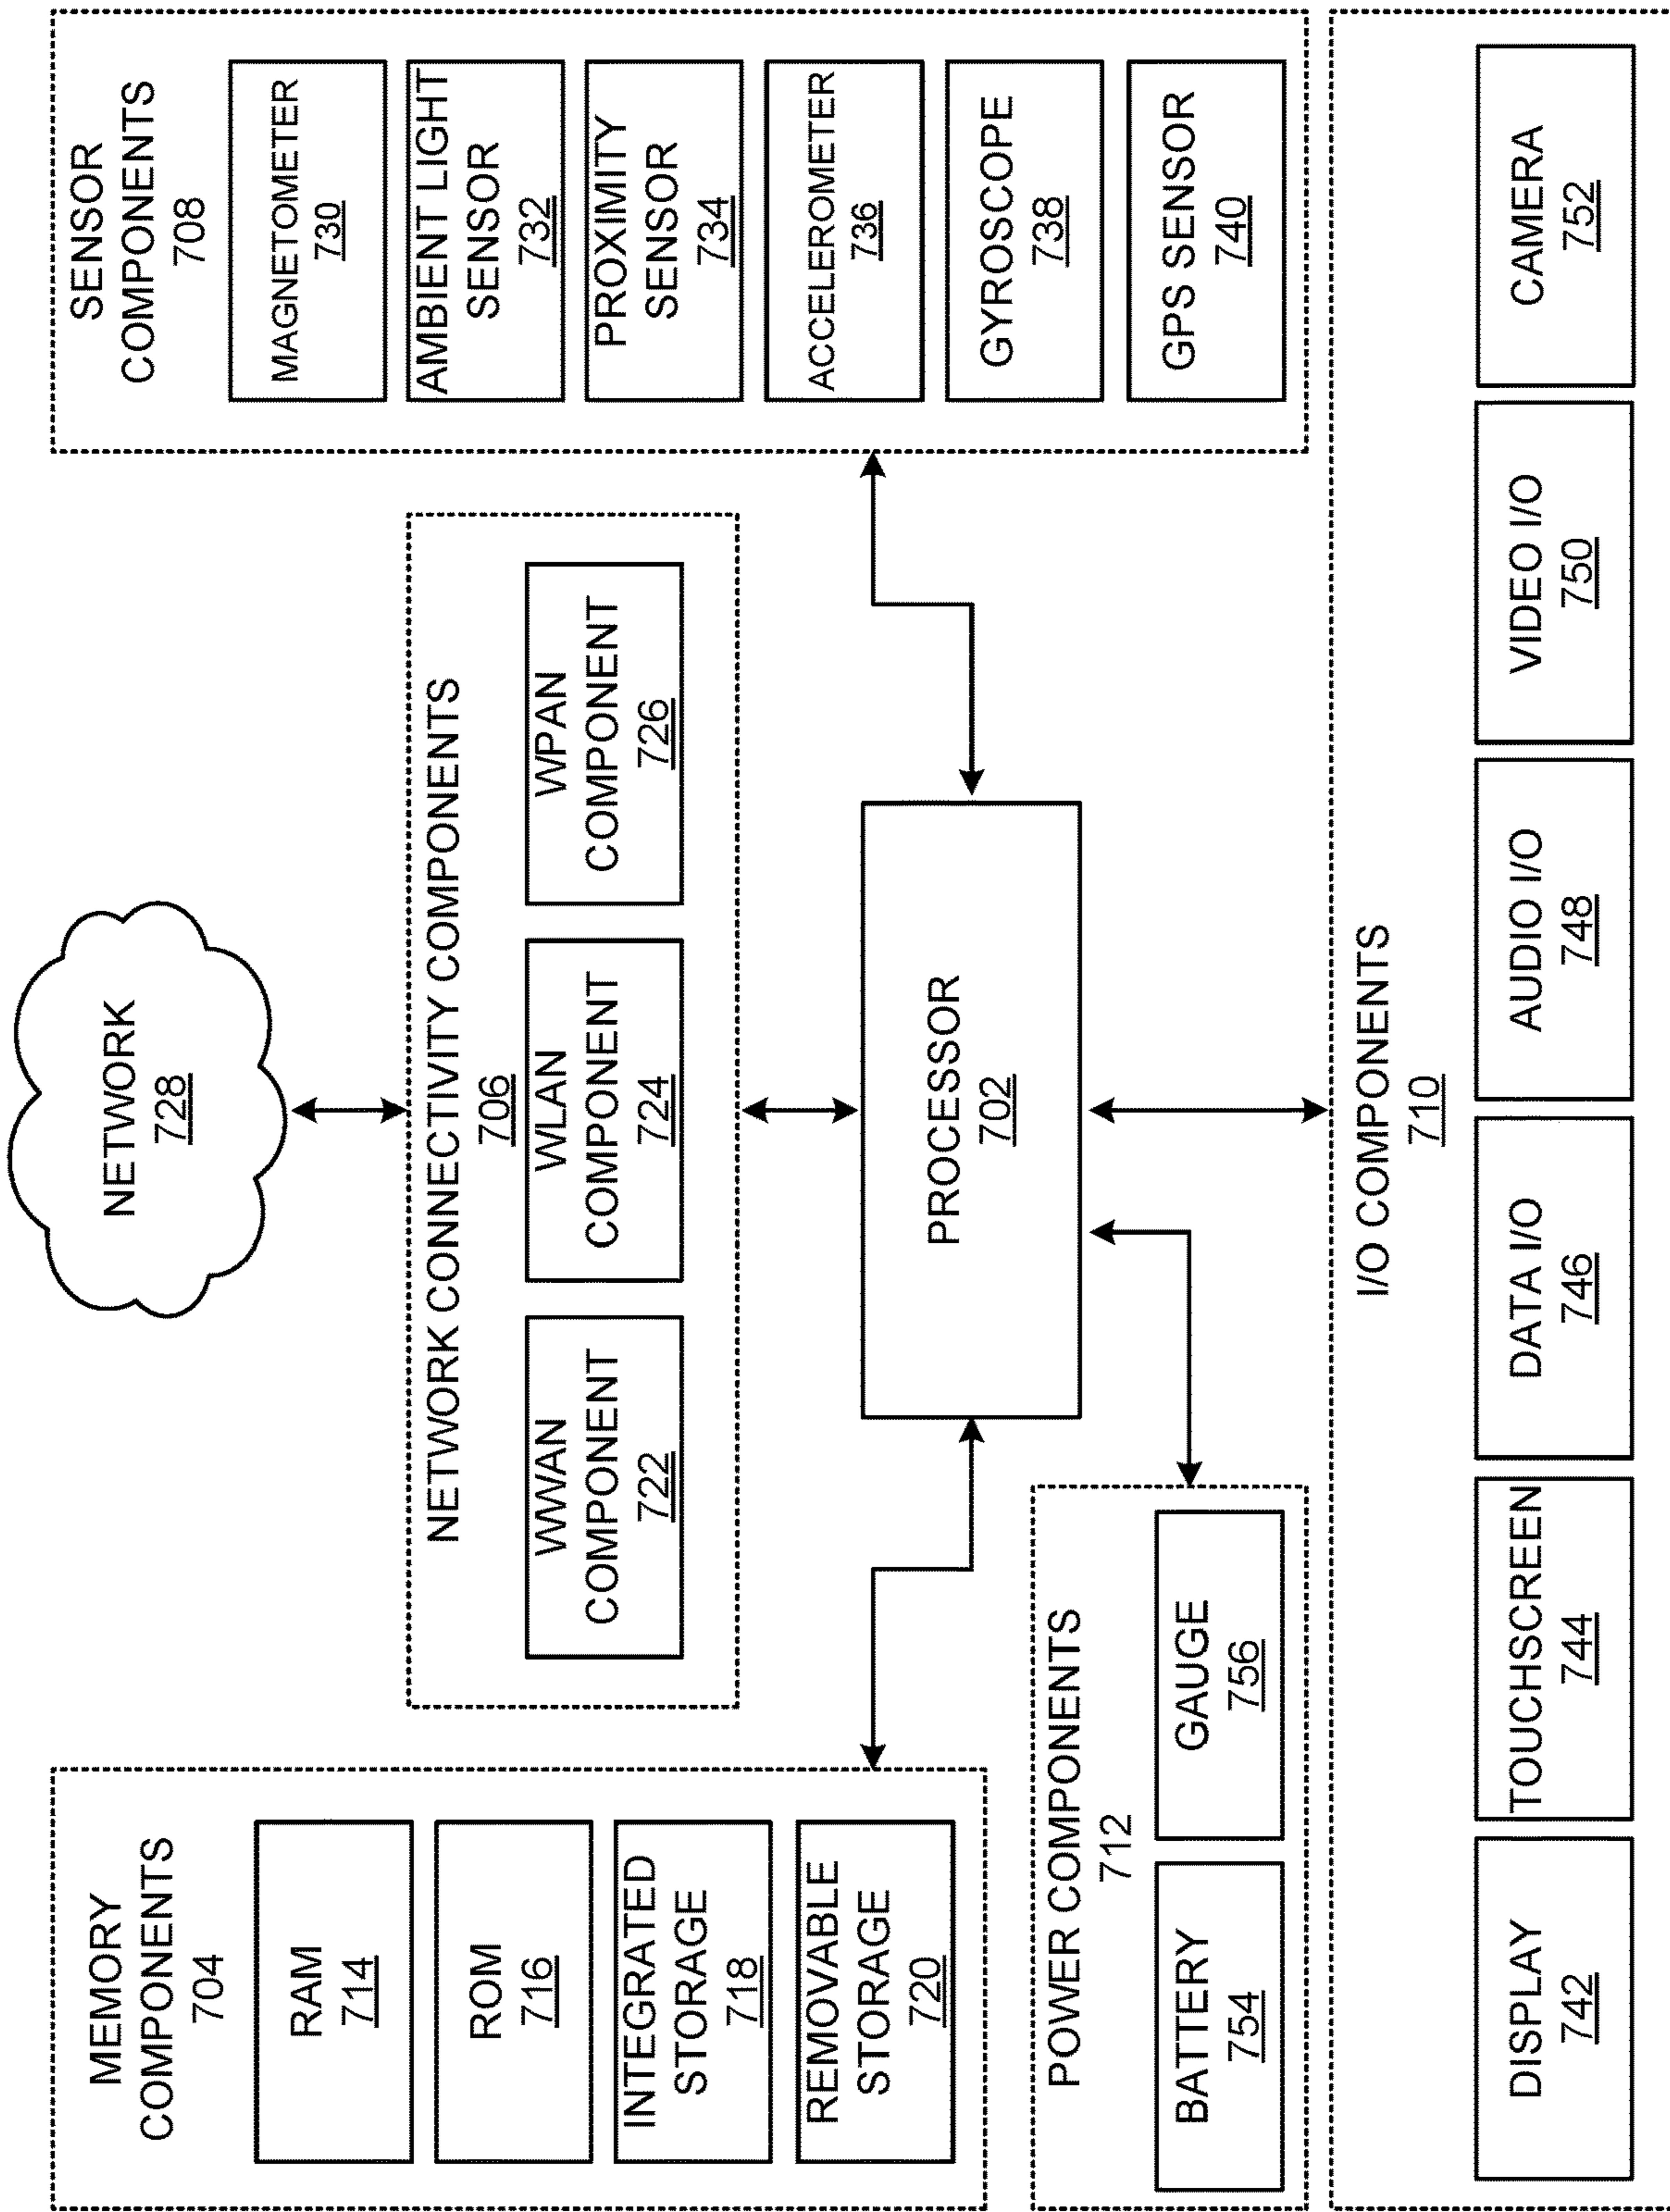 NETWORK
728
MEMORY
COMPONENTS
704
RAM
714
ROM
716
INTEGRATED
STORAGE
718
REMOVABLE
STORAGE
720
NETWORK CONNECTIVITY COMPONENTS
706
WWAN
COMPONENT
722
WLAN
COMPONENT
724
WPAN
COMPONENT
726
SENSOR
COMPONENTS
708
MAGNETOMETER
730
AMBIENT LIGHT
SENSOR
732
PROXIMITY
SENSOR
734
ACCELEROMETER
736
GYROSCOPE
738
GPS SENSOR
740
PROCESSOR
702
POWER COMPONENTS
712
BATTERY
754
GAUGE
756
I/O COMPONENTS
710
DISPLAY
742
TOUCHSCREEN
744
DATA I/O
746
AUDIO I/O
748
VIDEO I/O
750
CAMERA
752